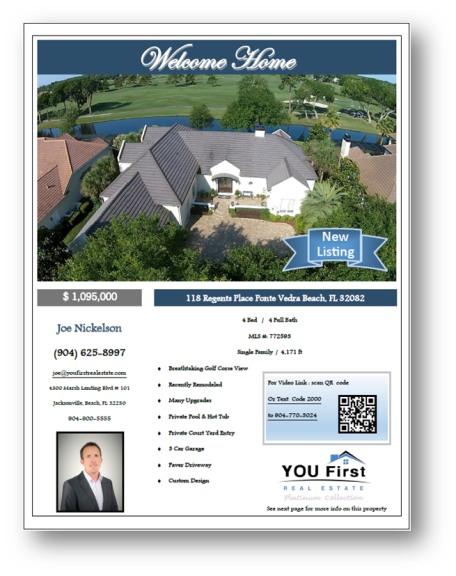 Welcome Home
New
Listing
$ 1,095,000
118 Regents Place Ponte Vedra Beach, FL 32082
Joe Nickelson
(904) 625-8997
joe@youfirstrealestate.com
4300 Marsh Landing Blvd # 101
Jacksonville, Beach, FL 32250
904-900-5555
4 Bed / 4 Full Bath
MLS #: 772593
Single Family / 4,171 ft
♦ Breathtaking Golf Corse View
♦ Recently Remodeled
♦ Many Upgrades
♦ Private Pool & Hot Tub
♦ Private Court Yard Entry
♦ 3 Car Garage
♦ Paver Driveway
♦ Custom Design
For Video Link : scan QR code
Or Text Code 2000
to 904-770-3024
YOU First
REAL ESTATE
Platinum Collection
See next page for more info on this property